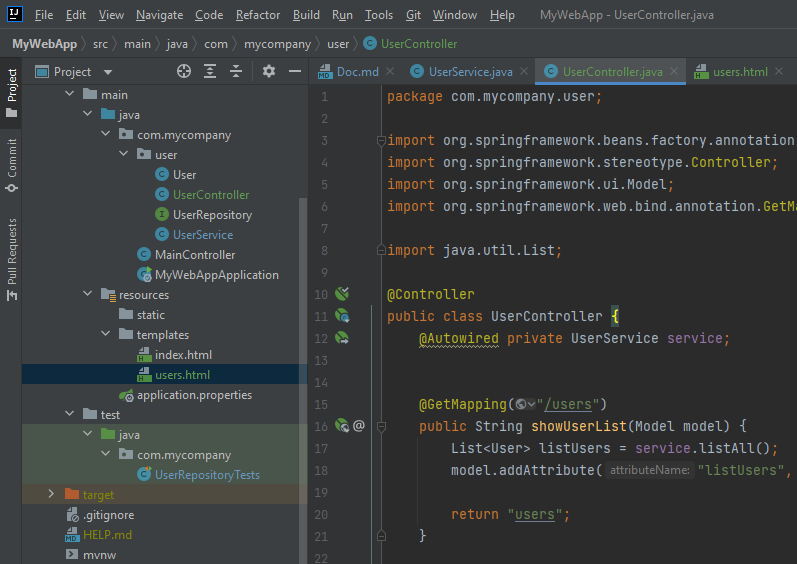 File Edit View Navigate Code Refactor Build Run Tools Git Window Help MyWebApp - UserController.java
MyWebApp src main java com mycompany user UserController
Project
Commit
Pull Requests
Project
main
java
com.mycompany
user
User
UserController
UserRepository
UserService
MainController
MyWebAppApplication
resources
static
templates
index.html
users.html
application.properties
test
java
com.mycompany
UserRepositoryTests
target
.gitignore
HELP.md
mvnw
Doc.md UserService.java UserController.java users.html
1 package com.mycompany.user;
2
3 import org.springframework.beans.factory.annotation
4 import org.springframework.stereotype.Controller;
5 import org.springframework.ui.Model;
6 import org.springframework.web.bind.annotation.GetMa
7
8 import java.util.List;
9
10 @Controller
11 public class UserController {
12 @Autowired private UserService service;
13
14
15 @GetMapping("/users")
16 @ public String showUserList(Model model) {
17 List<User> listUsers = service.listAll();
18 model.addAttribute( attributeName: "listUsers",
19
20 return "users";
21 }
22